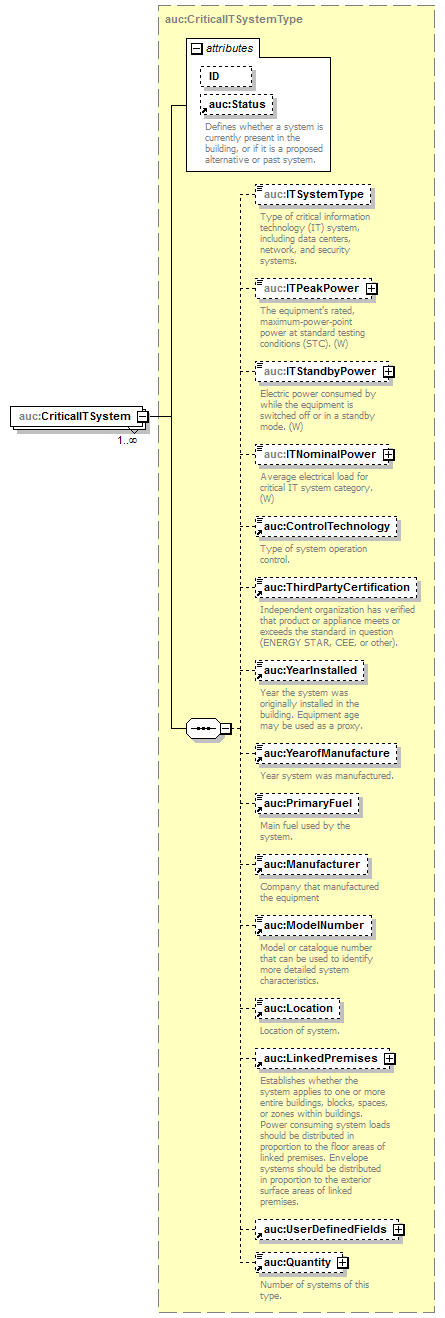 auc:CriticalITSystemType
attributes
ID
auc:Status
Defines whether a system is
currently present in the
building, or if it is a proposed
alternative or past system.
auc:ITSystemType
Type of critical information
technology (IT) system,
including data centers,
network, and security
systems.
auc:ITPeakPower
The equipment's rated,
maximum-power-point
power at standard testing
conditions (STC). (W)
auc:ITStandbyPower
Electric power consumed by
while the equipment is
switched off or in a standby
mode. (W)
auc:CriticalITSystem
1..∞
auc:ITNominalPower
Average electrical load for
critical IT system category.
(W)
auc:ControlTechnology
Type of system operation
control.
auc:ThirdPartyCertification
Independent organization has verified
that product or appliance meets or
exceeds the standard in question
(ENERGY STAR, CEE, or other).
auc:YearInstalled
Year the system was
originally installed in the
building. Equipment age
may be used as a proxy.
auc:YearofManufacture
Year system was manufactured.
auc:PrimaryFuel
Main fuel used by the
system.
auc:Manufacturer
Company that manufactured
the equipment
auc:ModelNumber
Model or catalogue number
that can be used to identify
more detailed system
characteristics.
auc:Location
Location of system.
auc:LinkedPremises
Establishes whether the
system applies to one or more
entire buildings, blocks, spaces,
or zones within buildings.
Power consuming system loads
should be distributed in
proportion to the floor areas of
linked premises. Envelope
systems should be distributed
in proportion to the exterior
surface areas of linked
premises.
auc:UserDefinedFields
auc:Quantity
Number of systems of this
type.